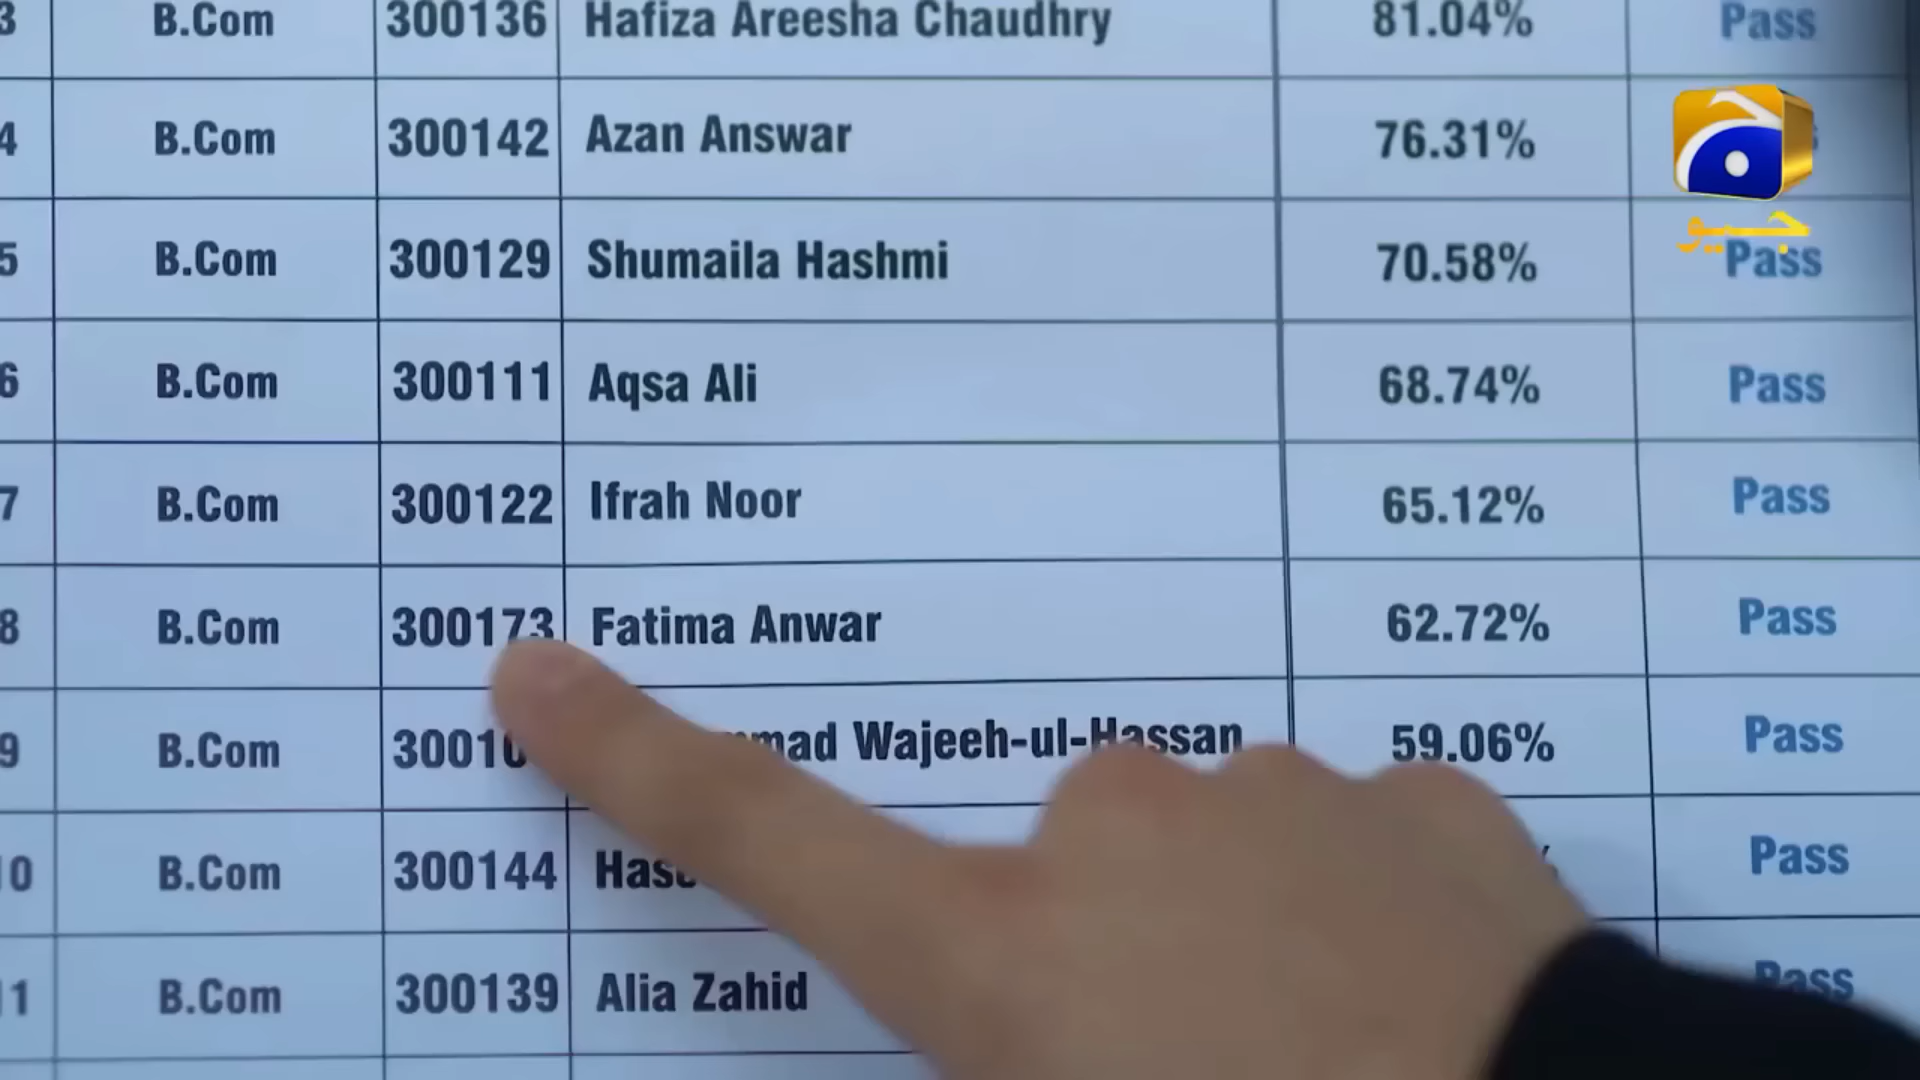 3 B.Com 300136 Hafiza Areesha Chaudhry 81.04% Pass
4 B.Com 300142 Azan Answar 76.31%
5 B.Com 300129 Shumaila Hashmi 70.58% Pass
6 B.Com 300111 Aqsa Ali 68.74% Pass
7 B.Com 300122 Ifrah Noor 65.12% Pass
8 B.Com 300173 Fatima Anwar 62.72% Pass
9 B.Com Wajeeh-ul-Hassan 59.06% Pass
10 B.Com 300144 Pass
11 B.Com 300139 Alia Zahid Pass
جیو